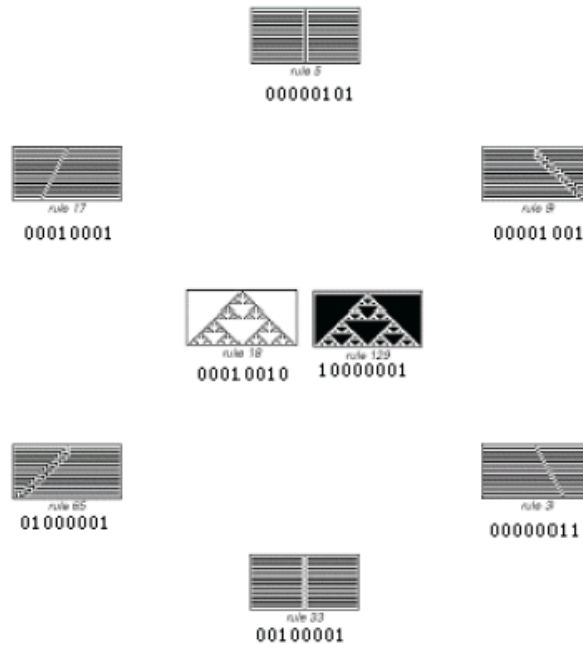 rule 5
00000101
rule 17
00010001
rule 9
00001001
rule 18
00010010
rule 129
10000001
rule 65
01000001
rule 3
00000011
rule 33
00100001